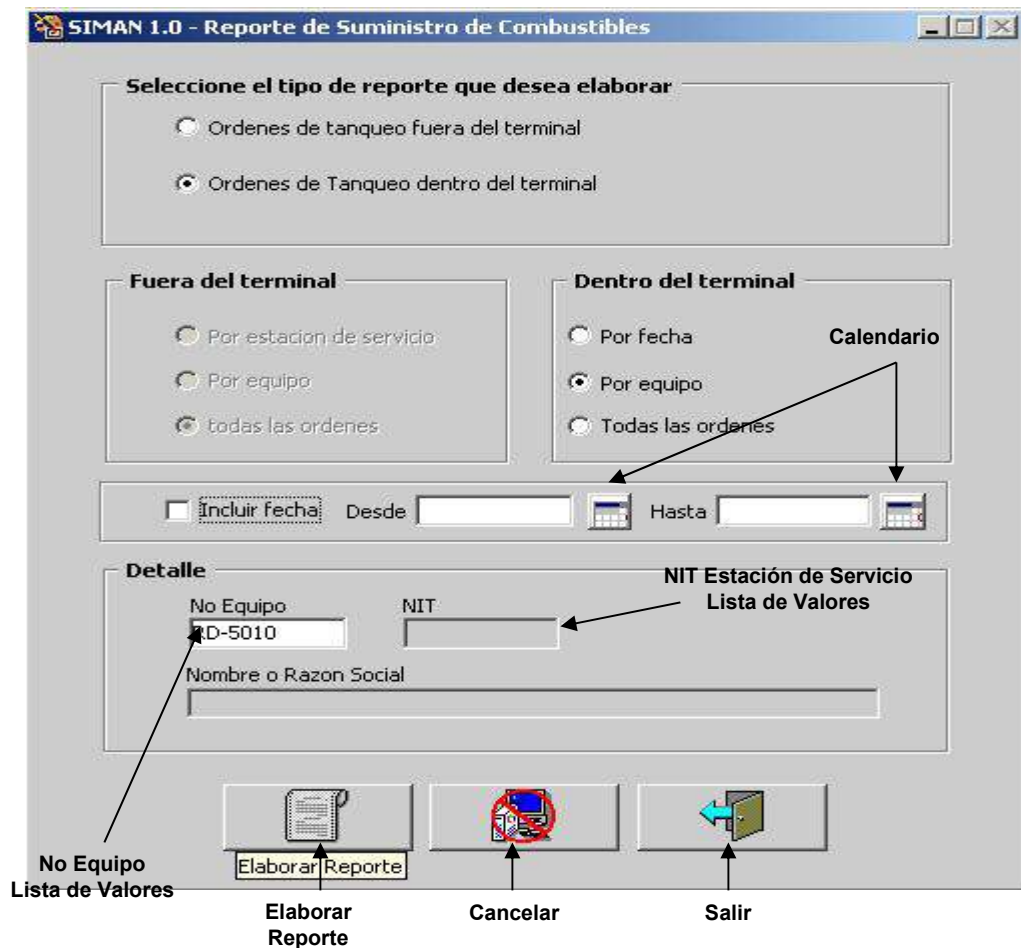 SIMAN 1.0 - Reporte de Suministro de Combustibles
Seleccione el tipo de reporte que desea elaborar
Ordenes de tanqueo fuera del terminal
Ordenes de Tanqueo dentro del terminal
Fuera del terminal
Por estacion de servicio
Por equipo
todas las ordenes
Dentro del terminal
Por fecha
Por equipo
Todas las ordenes
Calendario
Incluir fecha Desde Hasta
Detalle
NIT Estación de Servicio
Lista de Valores
No Equipo NIT
RD-5010
Nombre o Razon Social
No Equipo
Lista de Valores
Elaborar Reporte
Elaborar
Reporte
Cancelar
Salir